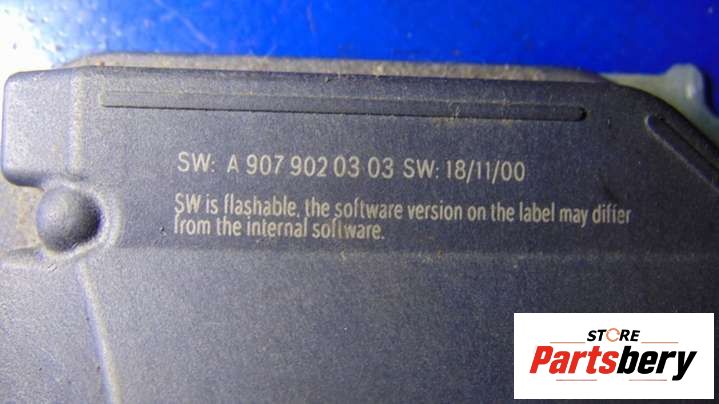 SW: A 907 902 03 03 SW: 18/11/00
SW is flashable, the software version on the label may differ
from the internal software.
STORE
Partsbery